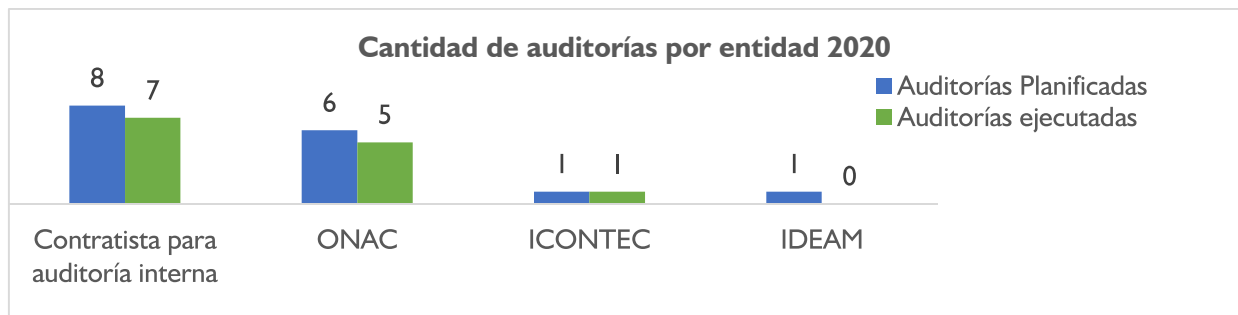 Cantidad de auditorías por entidad 2020
Auditorías Planificadas
Auditorías ejecutadas
8
7
6
5
1
1
1
0
Contratista para
auditoría interna
ONAC
ICONTEC
IDEAM